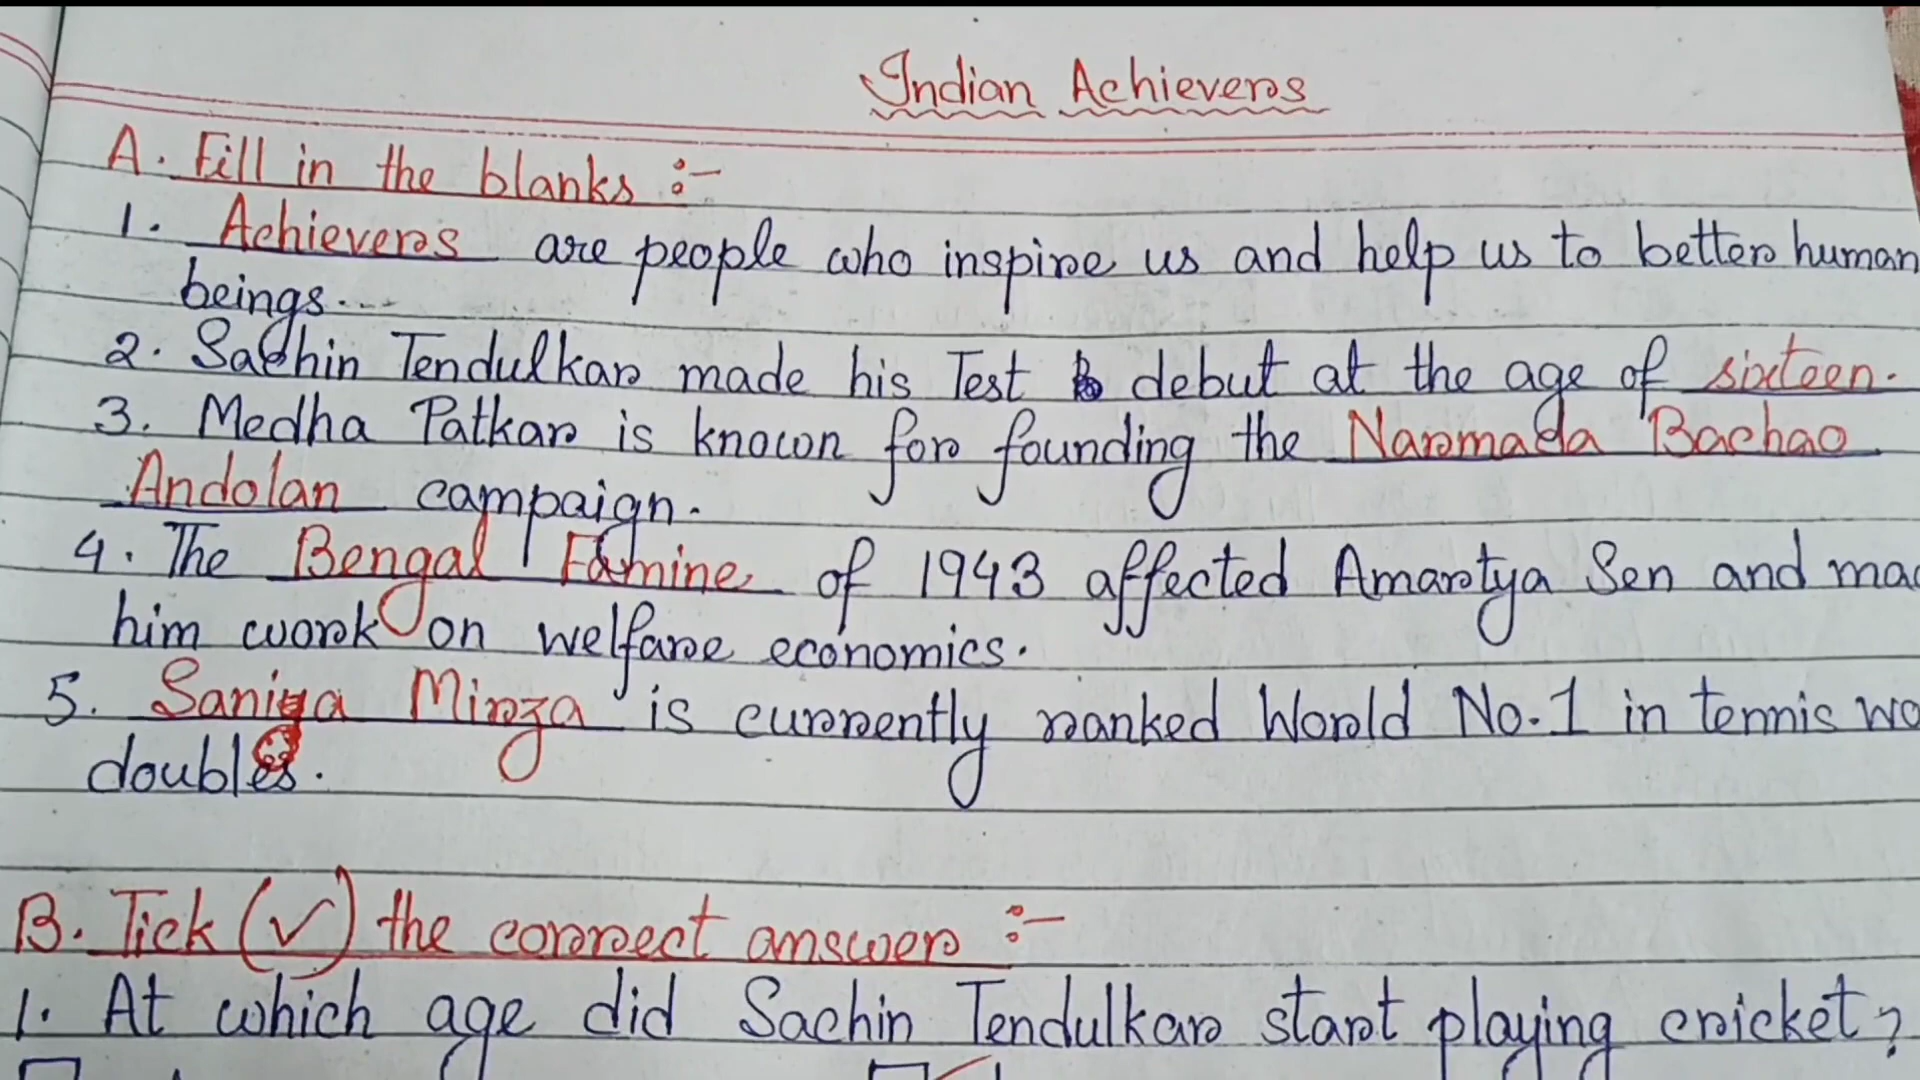 Indian Achievers
A. Fill in the blanks :-
1. Achievers are people who inspire us and help us to better human
beings...
2. Sachin Tendulkar made his Test debut at the age of sixteen.
3. Medha Patkar is known for founding the Narmada Bachao
Andolan campaign.
4. The Bengal Famine of 1943 affected Amartya Sen and
him work on welfare economics.
5. Saniya Mirza is currently ranked World No.1 in tennis
doubles.
B. Tick (✓) the correct answer :-
1. At which age did Sachin Tendulkar start playing cricket?